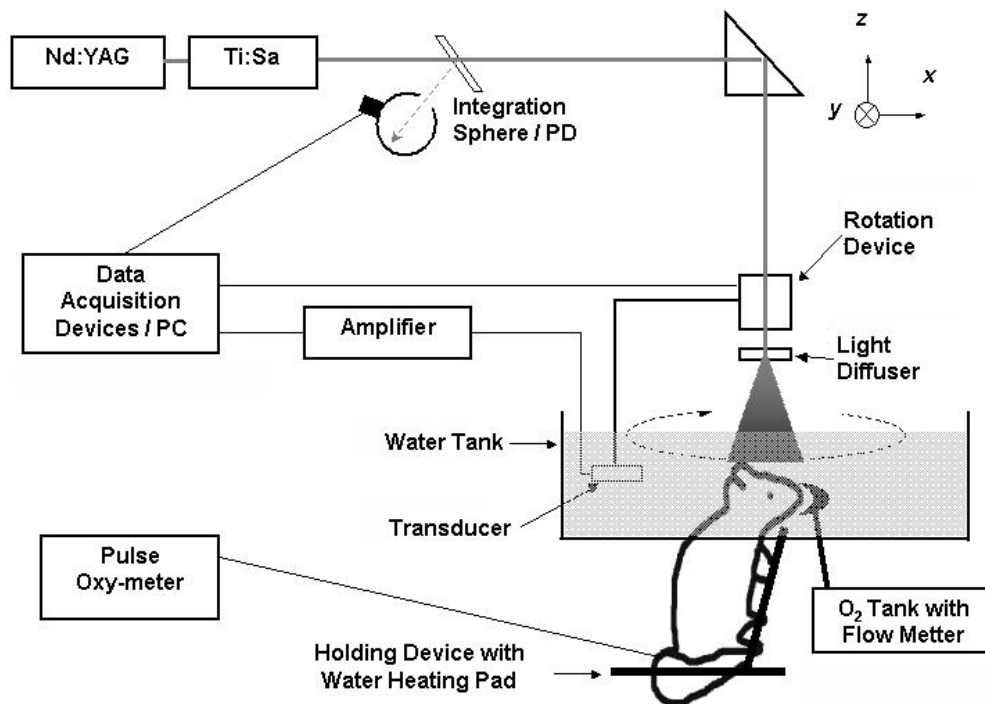 Nd:YAG
Ti:Sa
z
x
y
Integration
Sphere / PD
Rotation
Device
Data
Acquisition
Devices / PC
Amplifier
Light
Diffuser
Water Tank
Transducer
Pulse
Oxy-meter
O₂ Tank with
Flow Metter
Holding Device with
Water Heating Pad